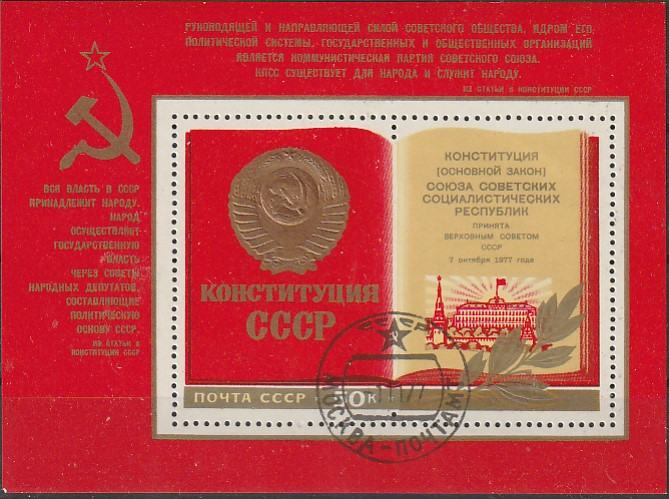 РУКОВОДЯЩЕЙ И НАПРАВЛЯЮЩЕЙ СИЛОЙ СОВЕТСКОГО ОБЩЕСТВА, ЯДРОМ ЕГО
ПОЛИТИЧЕСКОЙ СИСТЕМЫ, ГОСУДАРСТВЕННЫХ И ОБЩЕСТВЕННЫХ ОРГАНИЗАЦИЙ
ЯВЛЯЕТСЯ КОММУНИСТИЧЕСКАЯ ПАРТИЯ СОВЕТСКОГО СОЮЗА.
КПСС СУЩЕСТВУЕТ ДЛЯ НАРОДА И СЛУЖИТ НАРОДУ.
ИЗ СТАТЬИ 6 КОНСТИТУЦИИ СССР
ВСЯ ВЛАСТЬ В СССР
ПРИНАДЛЕЖИТ НАРОДУ.
НАРОД
ОСУЩЕСТВЛЯЕТ
ГОСУДАРСТВЕННУЮ
ВЛАСТЬ
ЧЕРЕЗ СОВЕТЫ
НАРОДНЫХ ДЕПУТАТОВ,
СОСТАВЛЯЮЩИЕ
ПОЛИТИЧЕСКУЮ
ОСНОВУ СССР.
ИЗ СТАТЬИ 2
КОНСТИТУЦИИ СССР
КОНСТИТУЦИЯ
СССР
КОНСТИТУЦИЯ
(ОСНОВНОЙ ЗАКОН)
СОЮЗА СОВЕТСКИХ
СОЦИАЛИСТИЧЕСКИХ
РЕСПУБЛИК
ПРИНЯТА
ВЕРХОВНЫМ СОВЕТОМ
СССР
7 октября 1977 года
ПОЧТА СССР
0к
СССР
77
МОСКВА-ПОЧТАМТ